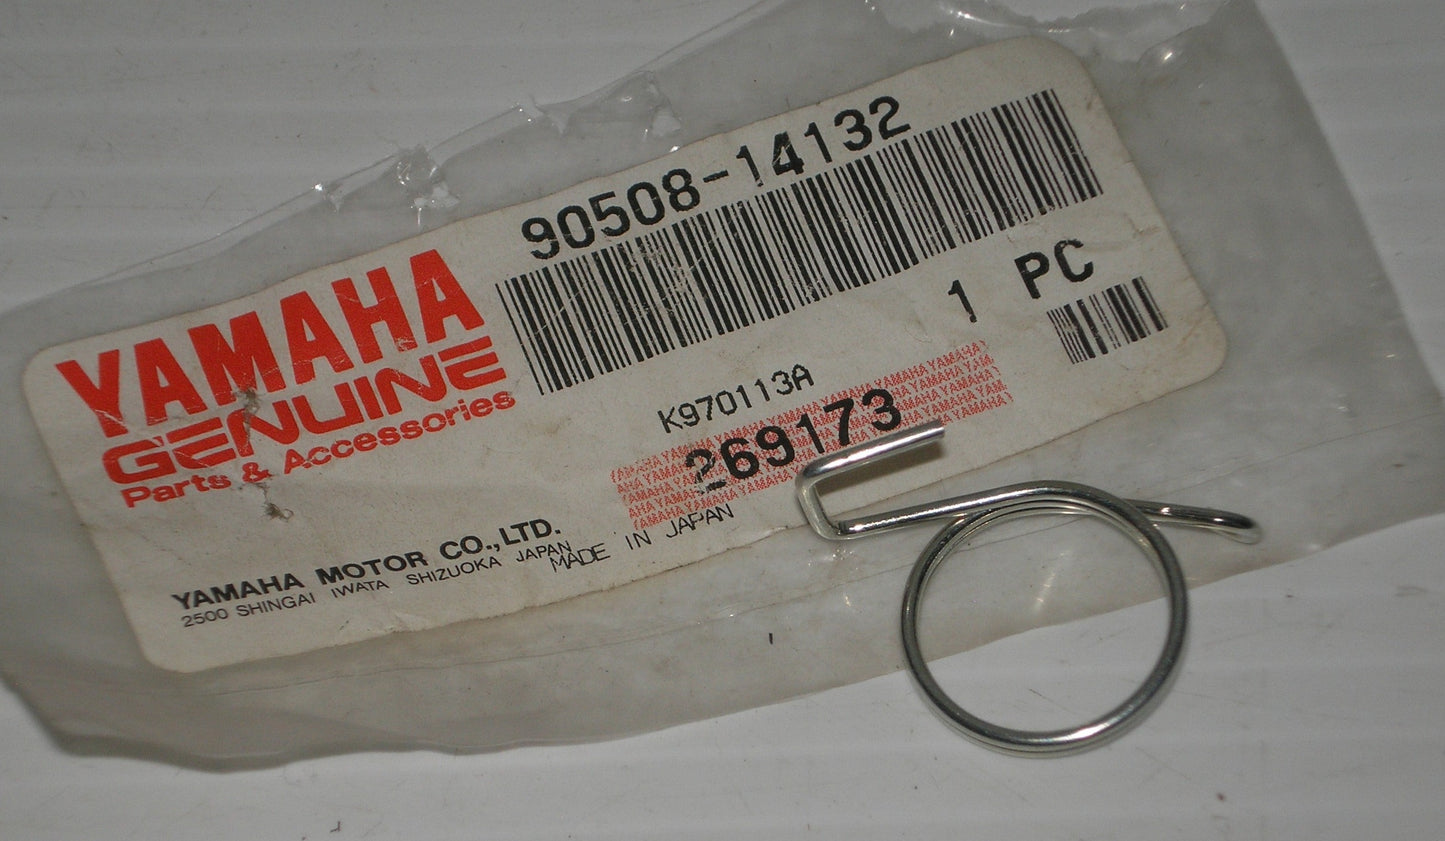 90508-14132
1 PC
YAMAHA
GENUINE
Parts & Accessories
K970113A
269173
YAMAHA MOTOR CO.,LTD.
2500 SHINGAI IWATA SHIZUOKA JAPAN
MADE IN JAPAN